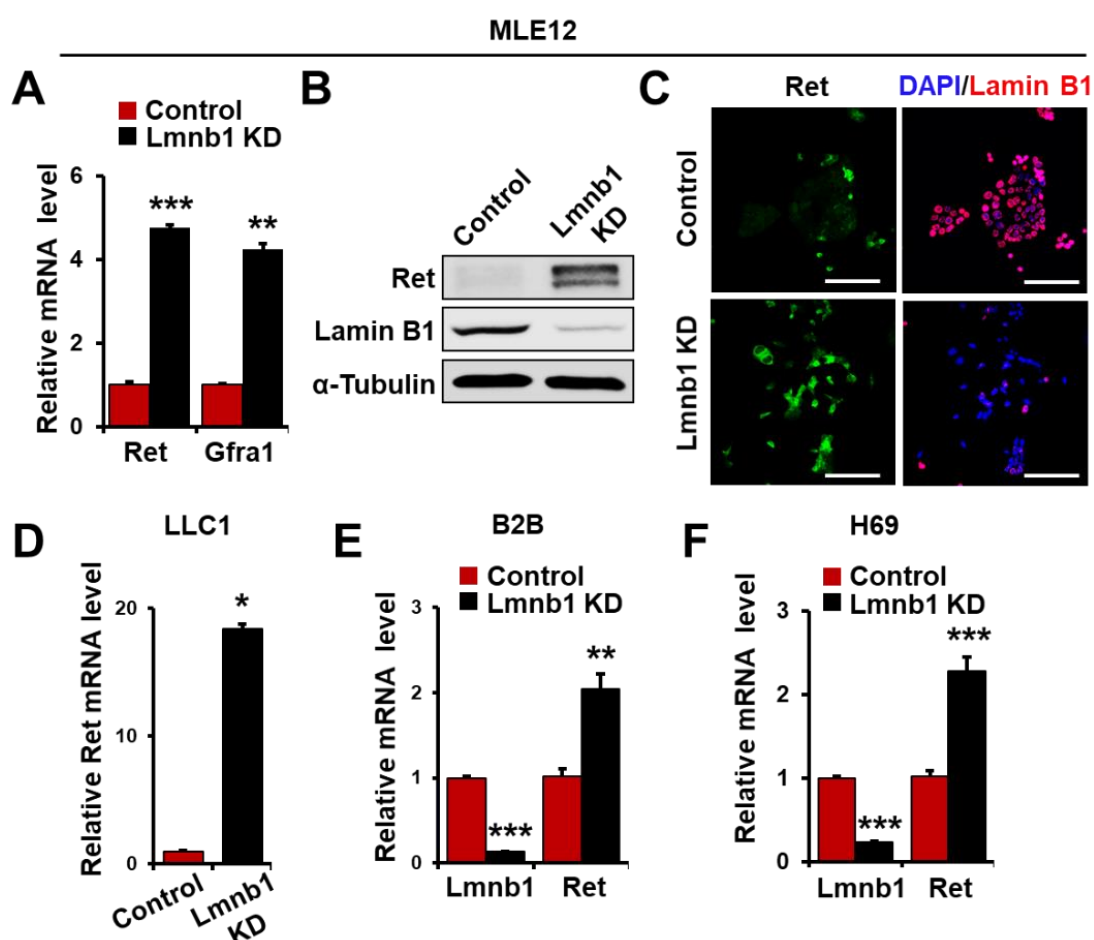 MLE12
A
Control
Lmnb1 KD
Relative mRNA level
6
4
2
0
***
**
Ret
Gfra1
B
Control
Lmnb1
KD
Ret
Lamin B1
α-Tubulin
C
Ret
DAPI/Lamin B1
Control
Lmnb1 KD
D
LLC1
Relative Ret mRNA level
20
10
0
*
Control
Lmnb1
KD
E
B2B
Control
Lmnb1 KD
Relative mRNA level
3
2
1
0
***
**
Lmnb1
Ret
F
H69
Control
Lmnb1 KD
Relative mRNA level
3
2
1
0
***
***
Lmnb1
Ret